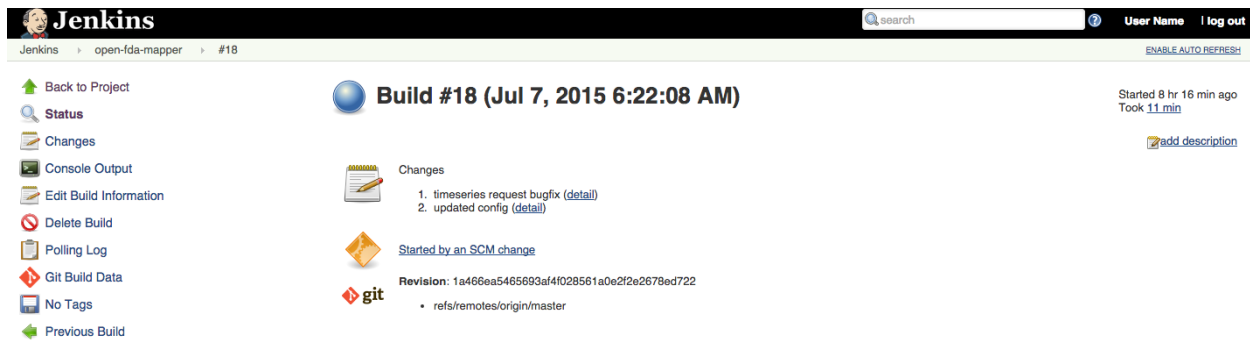 Jenkins
search
User Name
log out
Jenkins
open-fda-mapper
#18
ENABLE AUTO REFRESH
Back to Project
Status
Changes
Console Output
Edit Build Information
Delete Build
Polling Log
Git Build Data
No Tags
Previous Build
Build #18 (Jul 7, 2015 6:22:08 AM)
Started 8 hr 16 min ago
Took 11 min
add description
Changes
1. timeseries request bugfix (detail)
2. updated config (detail)
Started by an SCM change
git
Revision: 1a466ea5465693af4f028561a0e2f2e2678ed722
refs/remotes/origin/master